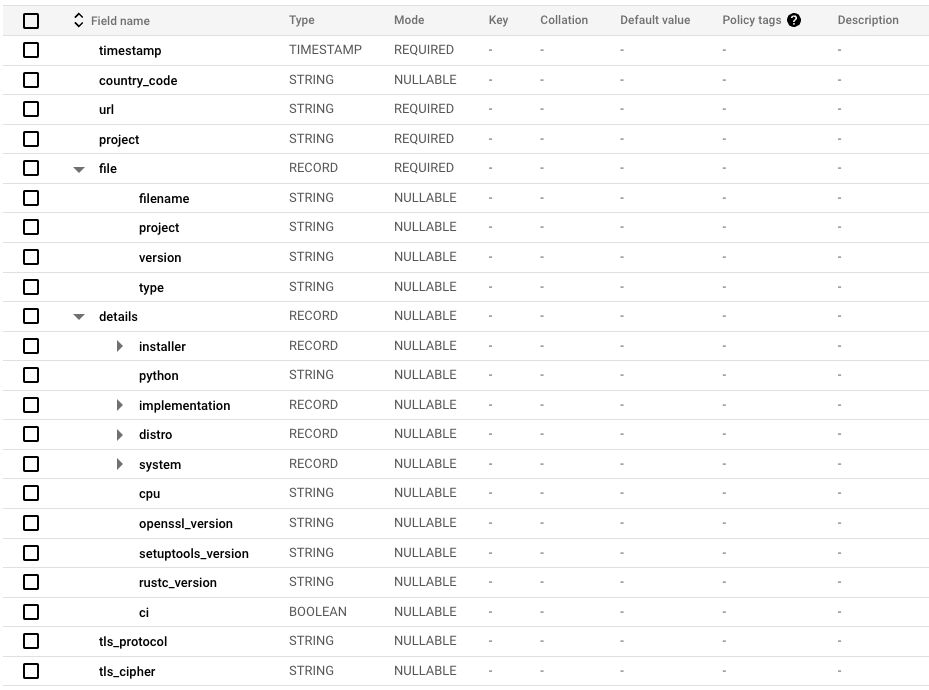 Field name Type Mode Key Collation Default value Policy tags ? Description
timestamp TIMESTAMP REQUIRED - - - - -
country_code STRING NULLABLE - - - - -
url STRING REQUIRED - - - - -
project STRING REQUIRED - - - - -
file RECORD REQUIRED - - - - -
filename STRING NULLABLE - - - - -
project STRING NULLABLE - - - - -
version STRING NULLABLE - - - - -
type STRING NULLABLE - - - - -
details RECORD NULLABLE - - - - -
installer RECORD NULLABLE - - - - -
python STRING NULLABLE - - - - -
implementation RECORD NULLABLE - - - - -
distro RECORD NULLABLE - - - - -
system RECORD NULLABLE - - - - -
cpu STRING NULLABLE - - - - -
openssl_version STRING NULLABLE - - - - -
setuptools_version STRING NULLABLE - - - - -
rustc_version STRING NULLABLE - - - - -
ci BOOLEAN NULLABLE - - - - -
tls_protocol STRING NULLABLE - - - - -
tls_cipher STRING NULLABLE - - - - -